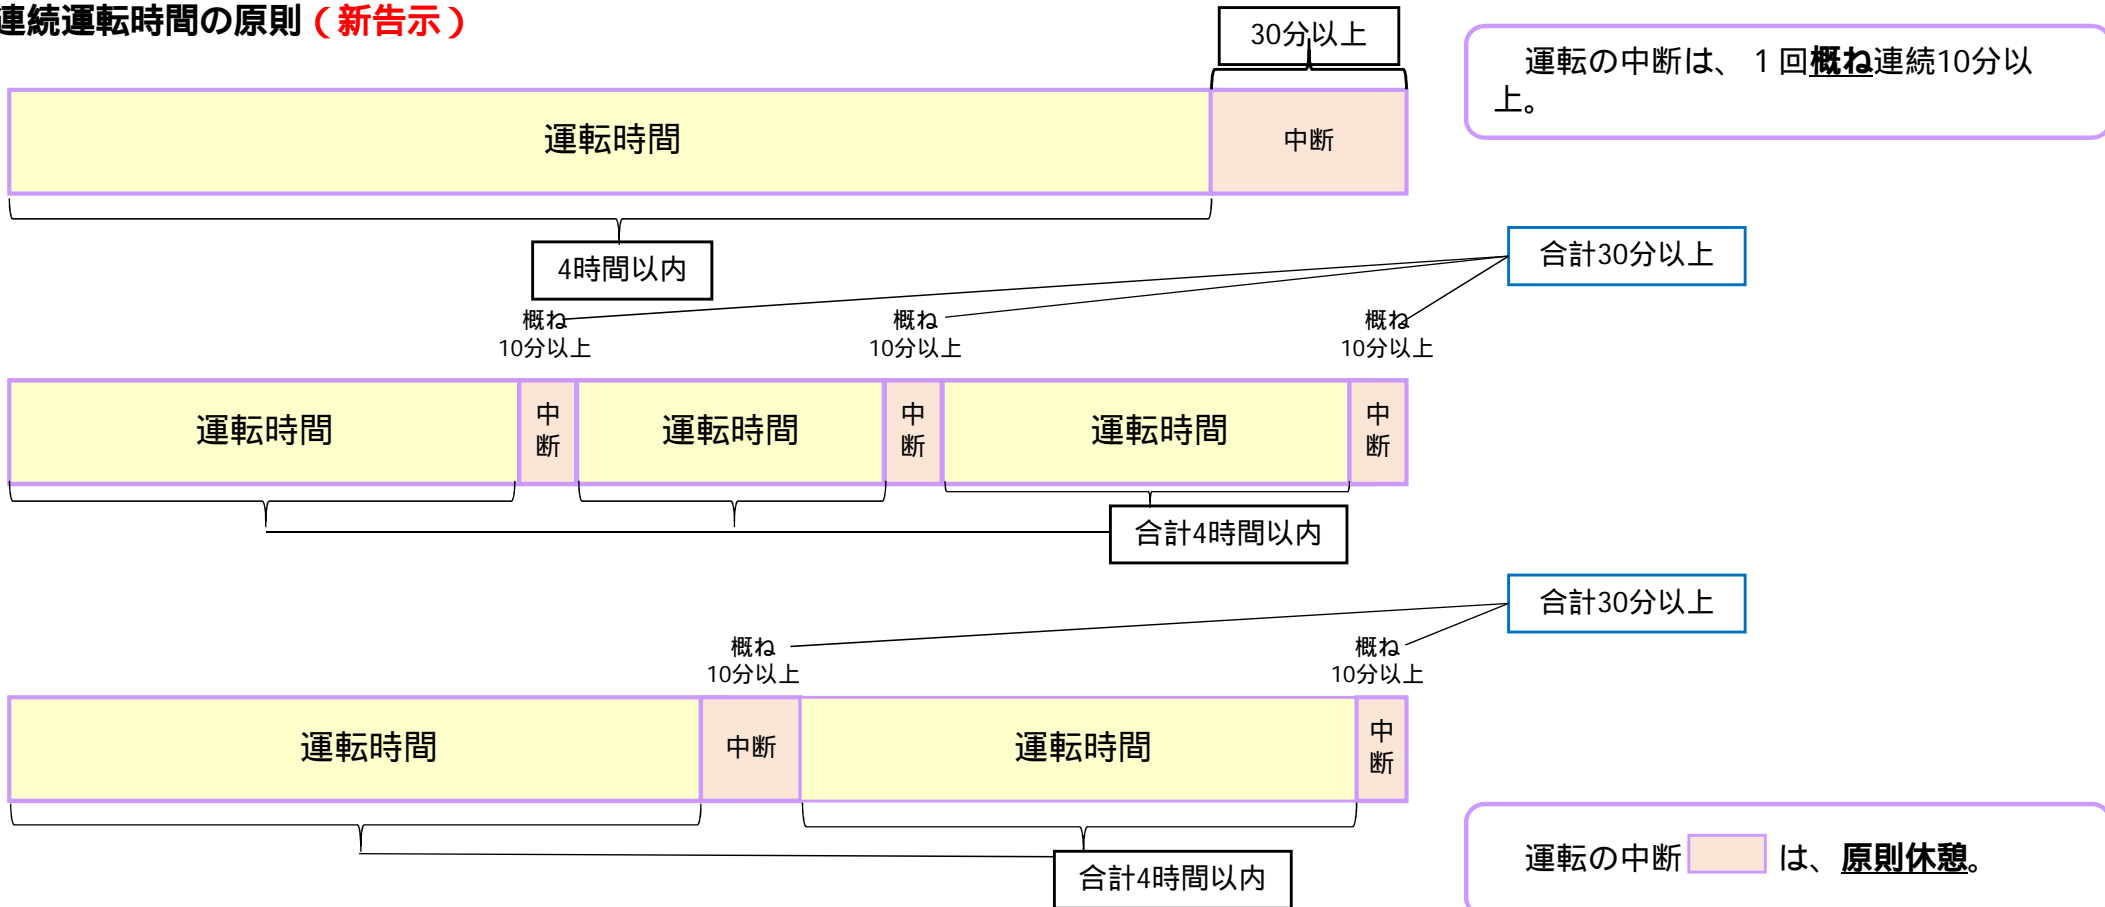 連続運転時間の原則（新告示）
30分以上
運転の中断は、１回概ね連続10分以
上。
運転時間
中断
4時間以内
合計30分以上
概ね
10分以上
概ね
10分以上
概ね
10分以上
運転時間
中
断
運転時間
中
断
運転時間
中
断
合計4時間以内
合計30分以上
概ね
10分以上
概ね
10分以上
運転時間
中断
運転時間
中
断
合計4時間以内
運転の中断 は、原則休憩。